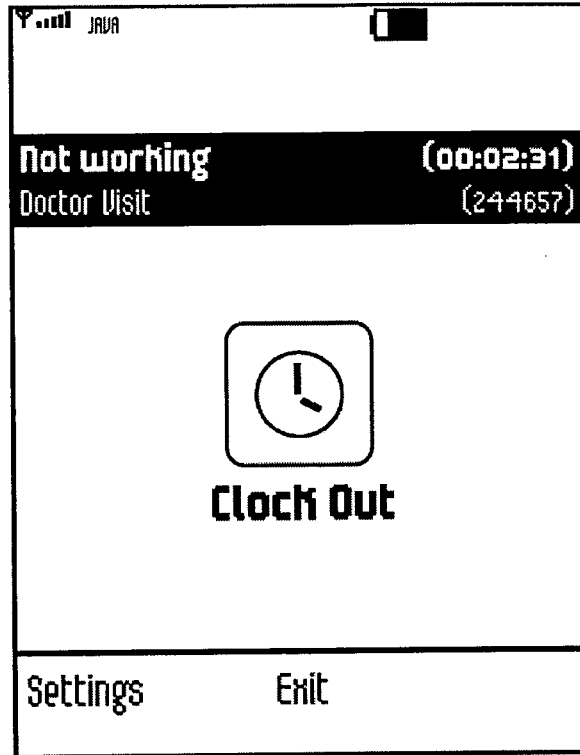 JAVA
Not working (00:02:31)
Doctor Visit (244657)
Clock Out
Settings Exit